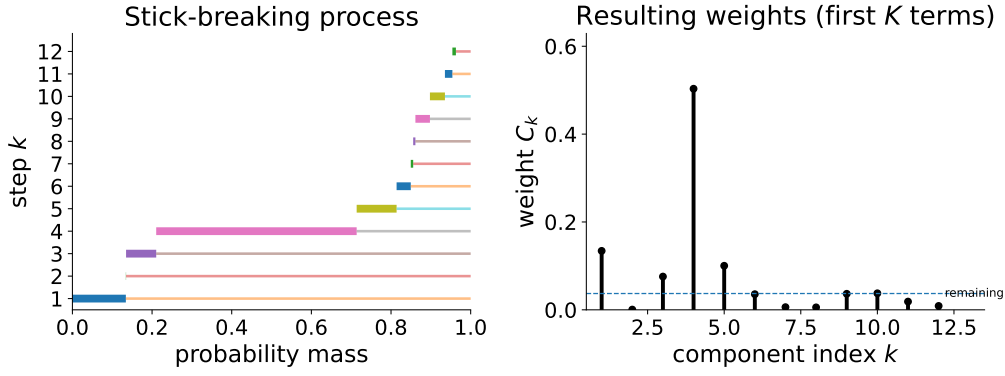 Stick-breaking process
12
11
10
9
8
7
6
5
4
3
2
1
step k
0.0 0.2 0.4 0.6 0.8 1.0
probability mass
Resulting weights (first K terms)
0.6
0.4
0.2
0.0
weight C_k
remaining
2.5 5.0 7.5 10.0 12.5
component index k